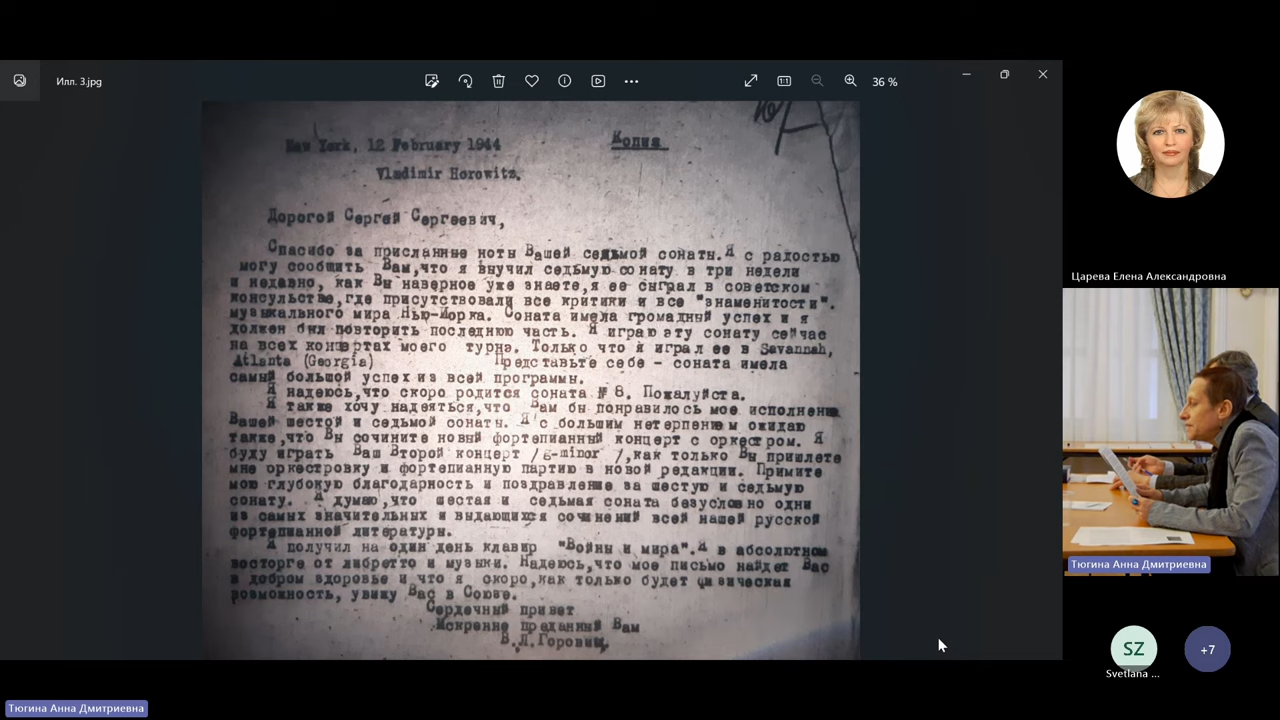 Илл. 3.jpg
36 %
New York, 12 February 1944
Копия
Vladimir Horowitz.
Дорогой Сергей Сергеевич,
Спасибо за присланные ноты Вашей седьмой сонаты. Я с радостью
могу сообщить Вам, что я выучил седьмую сонату в три недели
и недавно, как Вы наверное уже знаете, я ее сыграл в советском
консульстве, где присутствовали все критики и все "знаменитости".
музыкального мира Нью-Йорка. Соната имела громадный успех и я
должен был повторить последнюю часть. Я играю эту сонату сейчас
на всех концертах моего турнэ. Только что я играл ее в Savannah,
Atlanta (Georgia) Представьте себе - соната имела
самый большой успех из всей программы.
Я надеюсь, что скоро родится соната № 8. Пожалуйста.
Я также хочу надеяться, что Вам бы понравилось мое исполнение
Вашей шестой и седьмой сонаты. Я с большим нетерпением ожидаю
также, что Вы сочините новый фортепианный концерт с оркестром. Я
буду играть Ваш Второй концерт /G-minor /, как только Вы пришлете
мне оркестровку и фортепианную партию в новой редакции. Примите
мою глубокую благодарность и поздравление за шестую и седьмую
сонату. Я думаю, что шестая и седьмая соната безусловно одни
из самых значительных и выдающихся сочинений всей нашей русской
фортепианной литературы.
Я получил на один день клавир "Войны и мира". Я в абсолютном
восторге от либретто и музыки. Надеюсь, что мое письмо найдет Вас
в добром здоровье и что я скоро, как только будет физическая
возможность, увижу Вас в Союзе.
Сердечный привет
Искренне преданный Вам
В.Л.Горовиц.
Царева Елена Александровна
Тюгина Анна Дмитриевна
SZ
+7
Svetlana ...
Тюгина Анна Дмитриевна